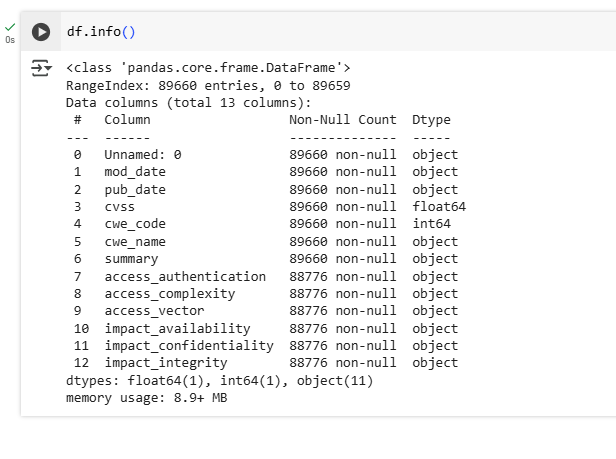 df.info()
0s
<class 'pandas.core.frame.DataFrame'>
RangeIndex: 89660 entries, 0 to 89659
Data columns (total 13 columns):
 #   Column                  Non-Null Count  Dtype
---  ------                  --------------  -----
 0   Unnamed: 0              89660 non-null  object
 1   mod_date                89660 non-null  object
 2   pub_date                89660 non-null  object
 3   cvss                    89660 non-null  float64
 4   cwe_code                89660 non-null  int64
 5   cwe_name                89660 non-null  object
 6   summary                 89660 non-null  object
 7   access_authentication   88776 non-null  object
 8   access_complexity       88776 non-null  object
 9   access_vector           88776 non-null  object
 10  impact_availability     88776 non-null  object
 11  impact_confidentiality  88776 non-null  object
 12  impact_integrity        88776 non-null  object
dtypes: float64(1), int64(1), object(11)
memory usage: 8.9+ MB